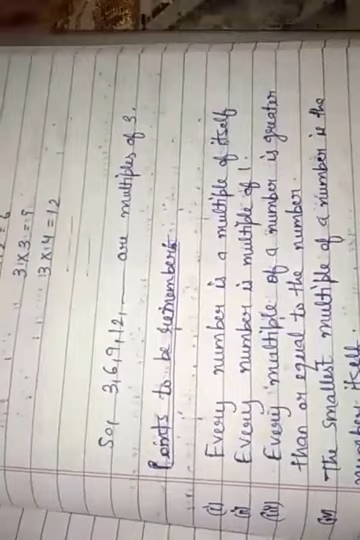 3×3=9
3×4=12
So, 3,6,9,12, — are multiples of 3.
Points to be remember:
(i) Every number is a multiple of itself
(ii) Every number is multiple of 1.
(iii) Every multiple of a number is greater
than or equal to the number.
(iv) The smallest multiple of a number is the
number itself